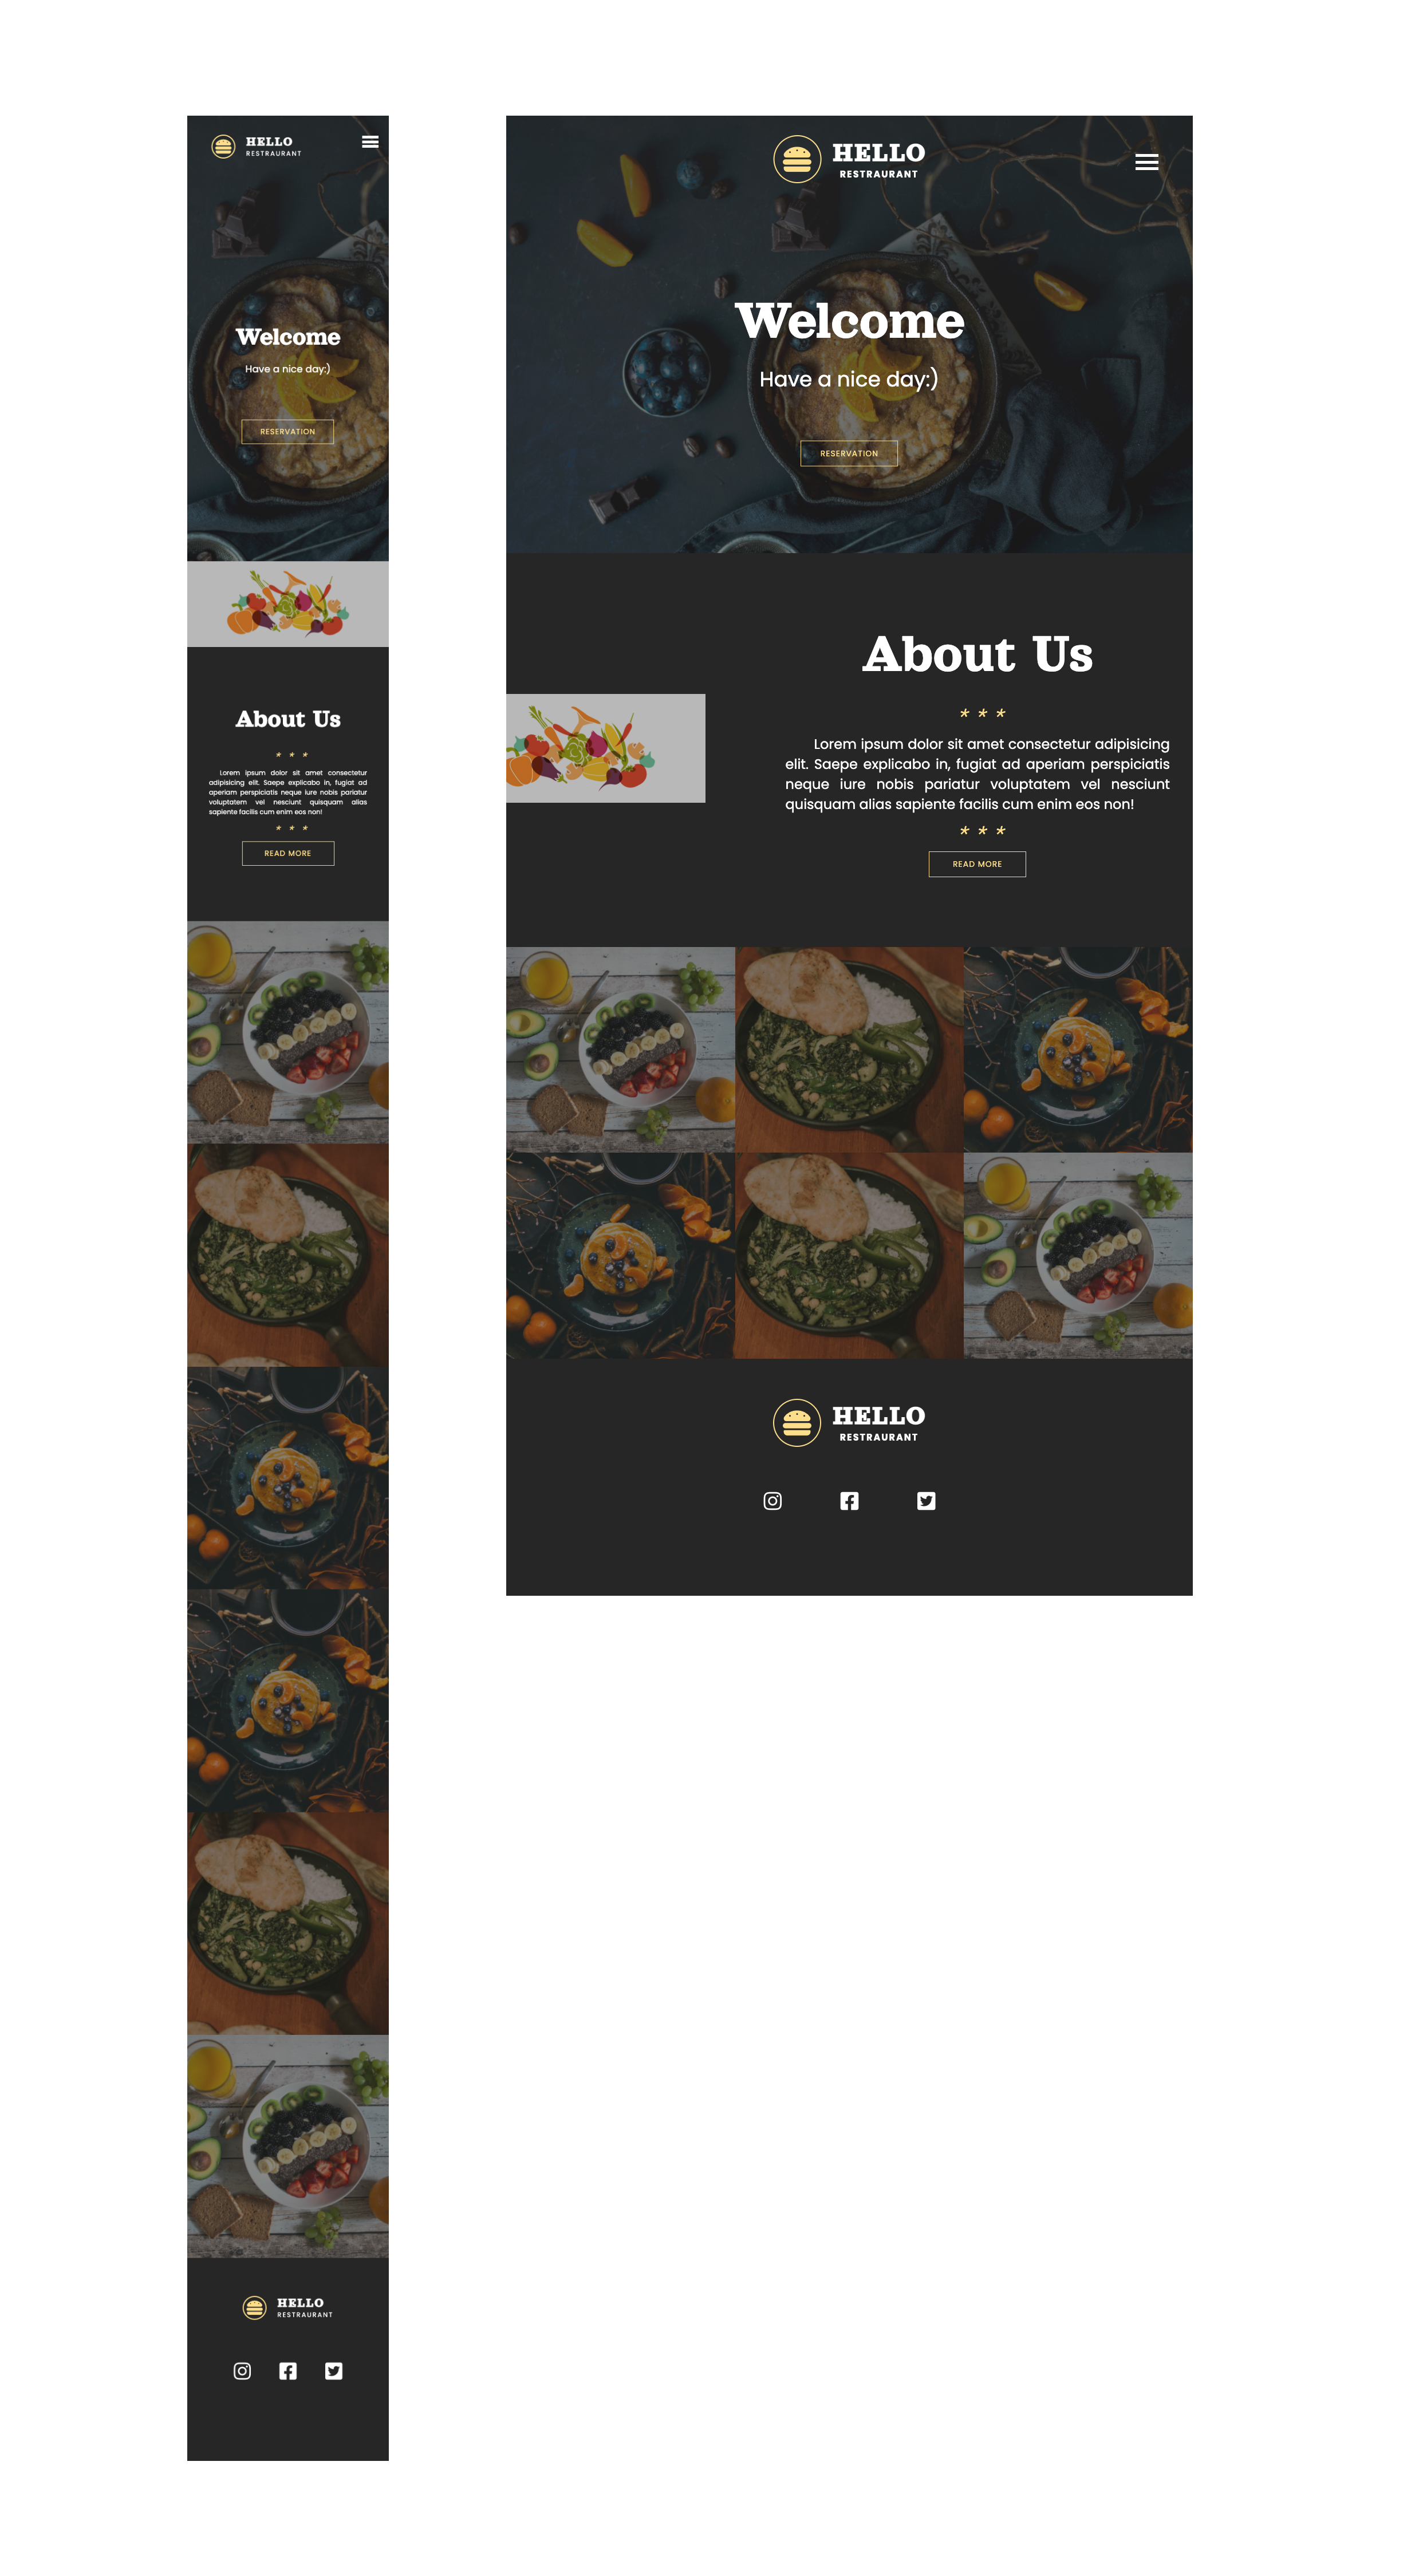 HELLO
RESTRAURANT
Welcome
Have a nice day:)
RESERVATION
About Us
* * *
Lorem ipsum dolor sit amet consectetur
adipisicing elit. Saepe explicabo in, fugiat ad
aperiam perspiciatis neque iure nobis pariatur
voluptatem vel nesciunt quisquam alias
sapiente facilis cum enim eos non!
* * *
READ MORE
HELLO
RESTRAURANT
HELLO
RESTRAURANT
Welcome
Have a nice day:)
RESERVATION
About Us
* * *
Lorem ipsum dolor sit amet consectetur adipisicing
elit. Saepe explicabo in, fugiat ad aperiam perspiciatis
neque iure nobis pariatur voluptatem vel nesciunt
quisquam alias sapiente facilis cum enim eos non!
* * *
READ MORE
HELLO
RESTRAURANT